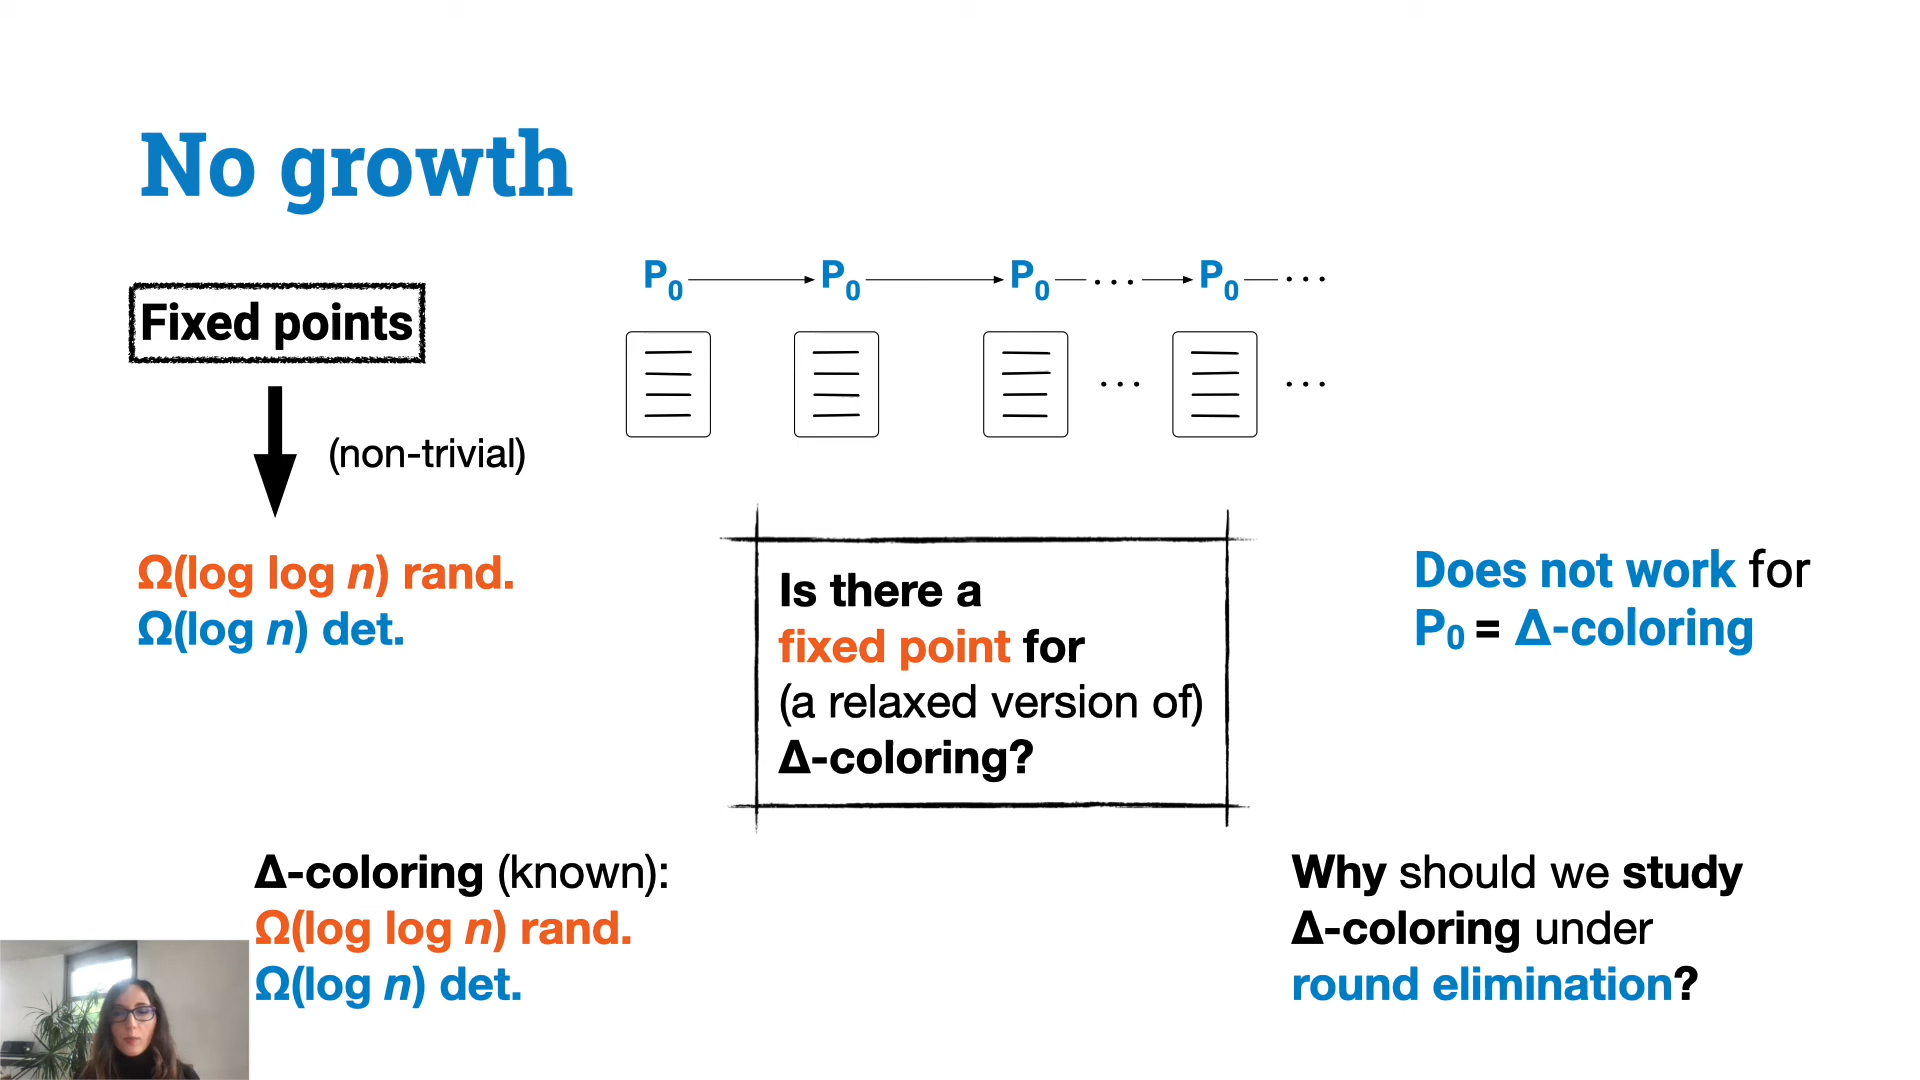 No growth
P0 P0 P0 ... P0 ...
Fixed points
... ...
(non-trivial)
Ω(log log n) rand.
Ω(log n) det.
Is there a
fixed point for
(a relaxed version of)
Δ-coloring?
Does not work for
P0 = Δ-coloring
Δ-coloring (known):
Ω(log log n) rand.
Ω(log n) det.
Why should we study
Δ-coloring under
round elimination?